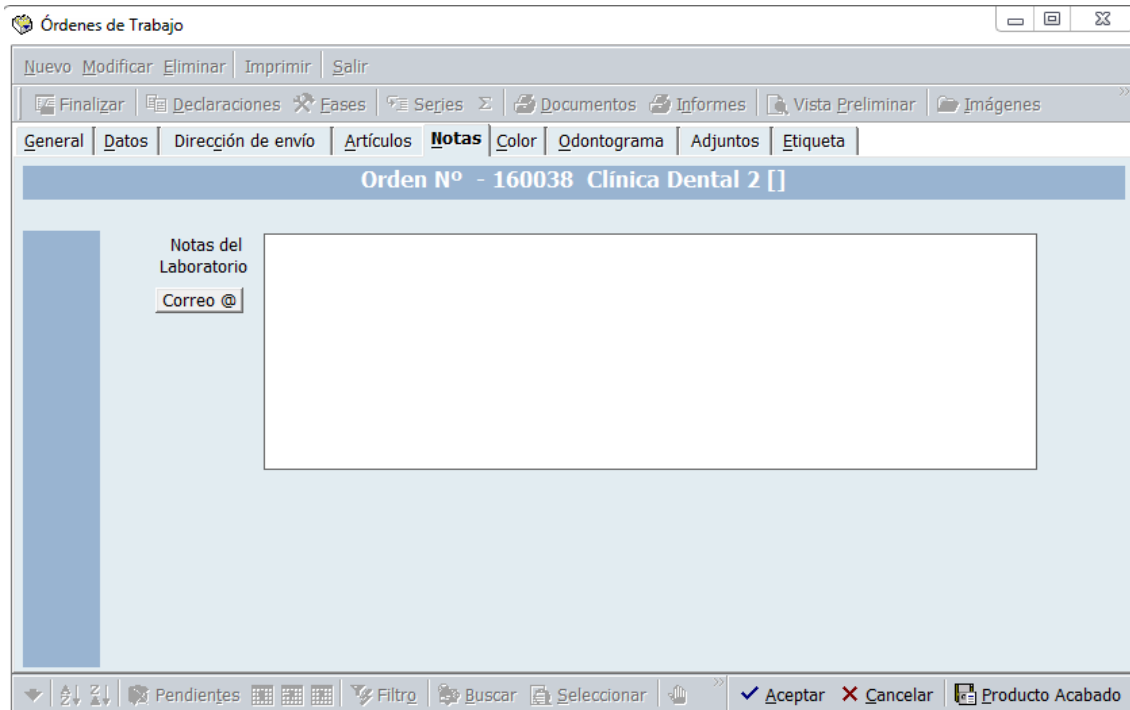 Órdenes de Trabajo
Nuevo Modificar Eliminar Imprimir Salir
Finalizar Declaraciones Fases Series Σ Documentos Informes Vista Preliminar Imágenes
General Datos Dirección de envío Artículos Notas Color Odontograma Adjuntos Etiqueta
Orden Nº - 160038 Clínica Dental 2 []
Notas del
Laboratorio
Correo @
Pendientes Filtro Buscar Seleccionar Aceptar Cancelar Producto Acabado